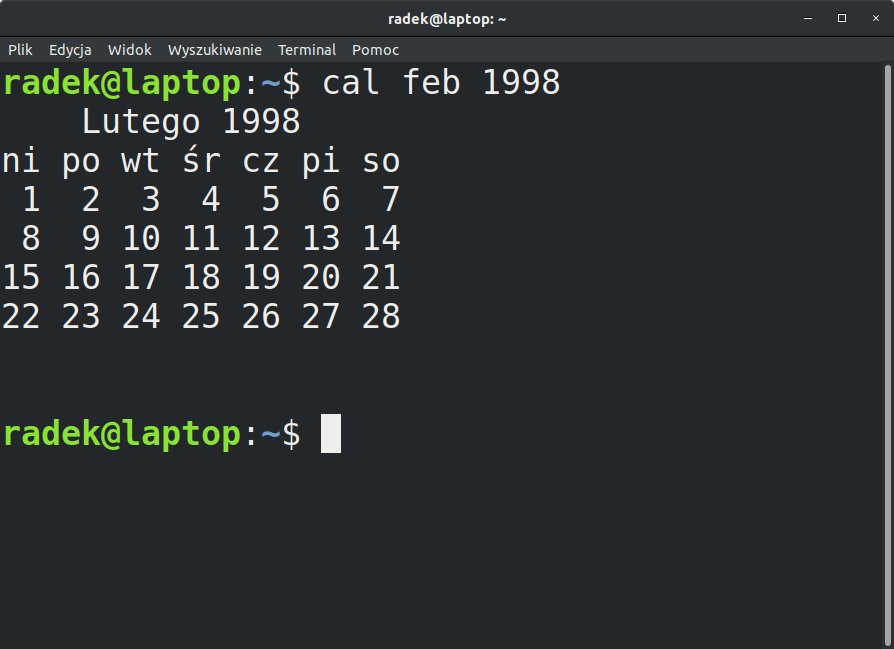 radek@laptop: ~
Plik Edycja Widok Wyszukiwanie Terminal Pomoc
radek@laptop:~$ cal feb 1998
    Lutego 1998
ni po wt śr cz pi so
 1  2  3  4  5  6  7
 8  9 10 11 12 13 14
15 16 17 18 19 20 21
22 23 24 25 26 27 28
radek@laptop:~$